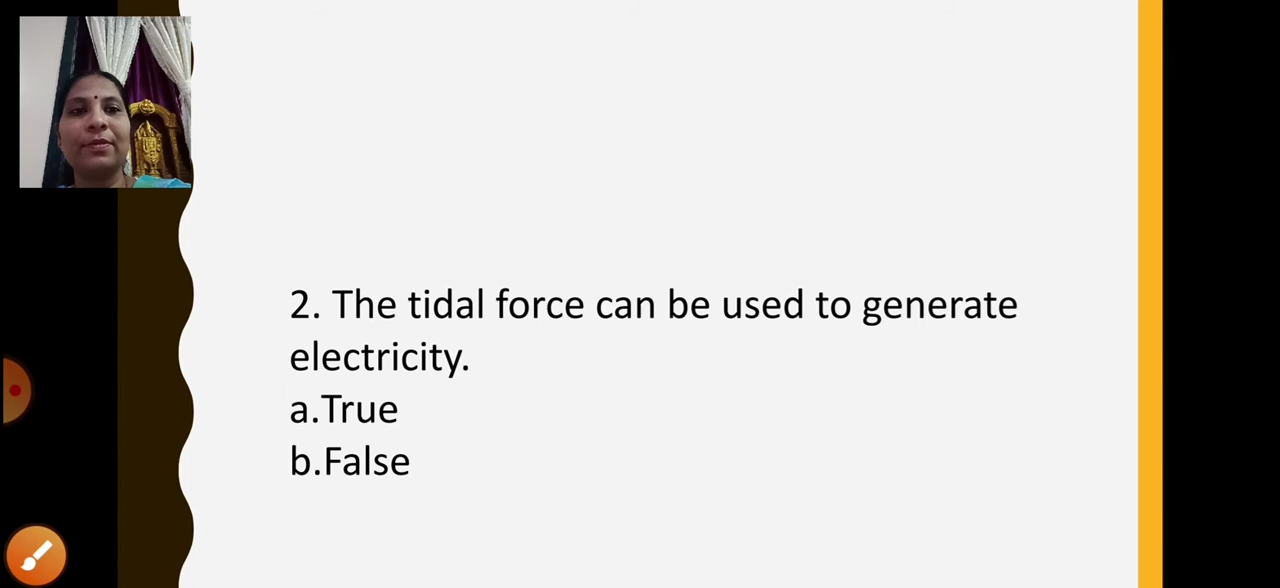 2. The tidal force can be used to generate
electricity.
a.True
b.False